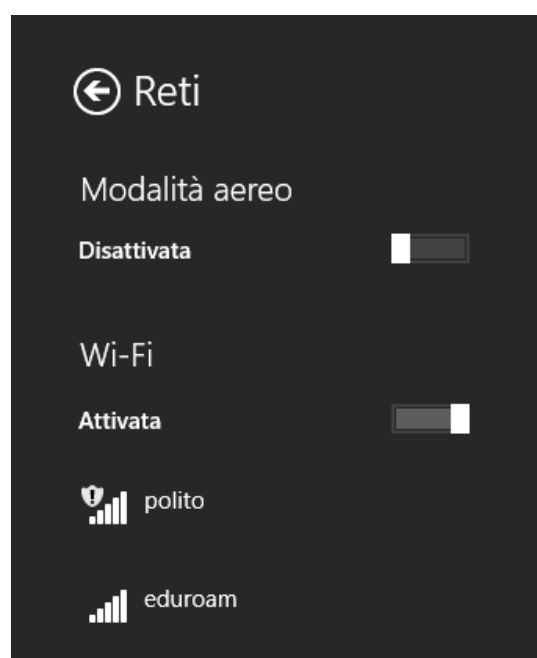 Reti
Modalità aereo
Disattivata
Wi-Fi
Attivata
polito
eduroam